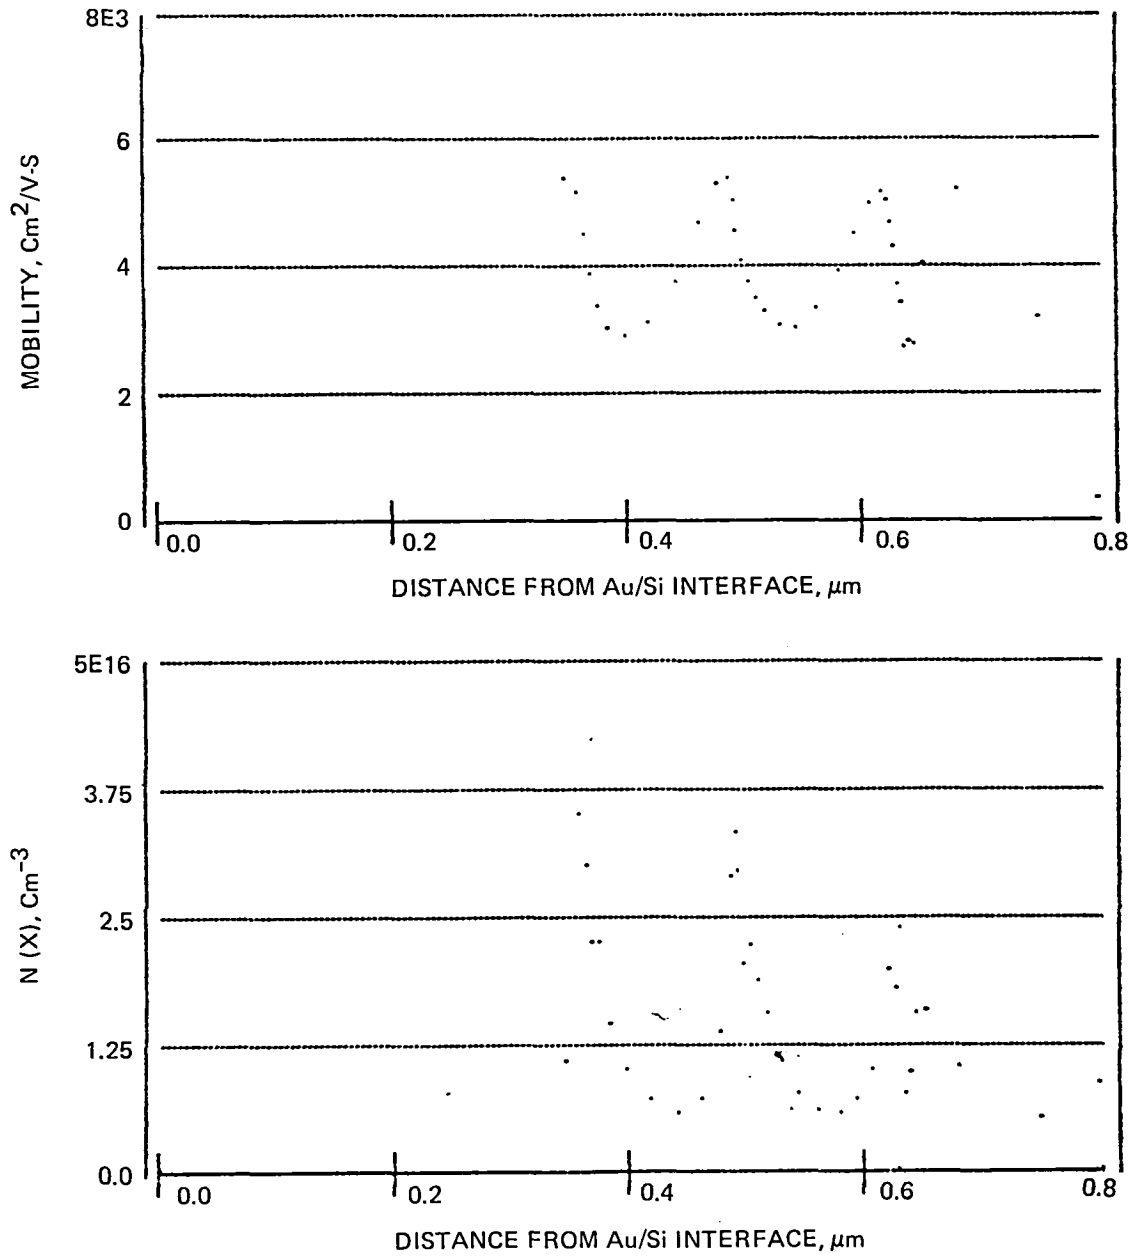 8E3
6
4
2
0
MOBILITY, Cm²/V-S
0.0 0.2 0.4 0.6 0.8
DISTANCE FROM Au/Si INTERFACE, μm
5E16
3.75
2.5
1.25
0.0
N (X), Cm⁻³
0.0 0.2 0.4 0.6 0.8
DISTANCE FROM Au/Si INTERFACE, μm